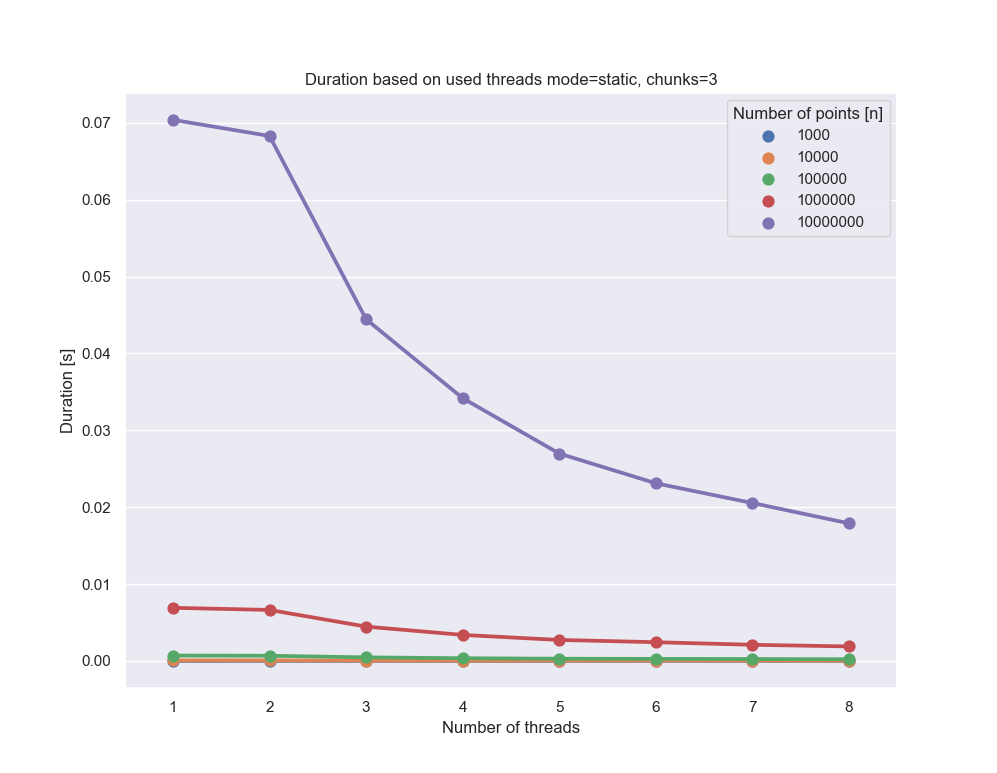 Duration based on used threads mode=static, chunks=3
Number of points [n]
1000
10000
100000
1000000
10000000
Duration [s]
0.07
0.06
0.05
0.04
0.03
0.02
0.01
0.00
1 2 3 4 5 6 7 8
Number of threads